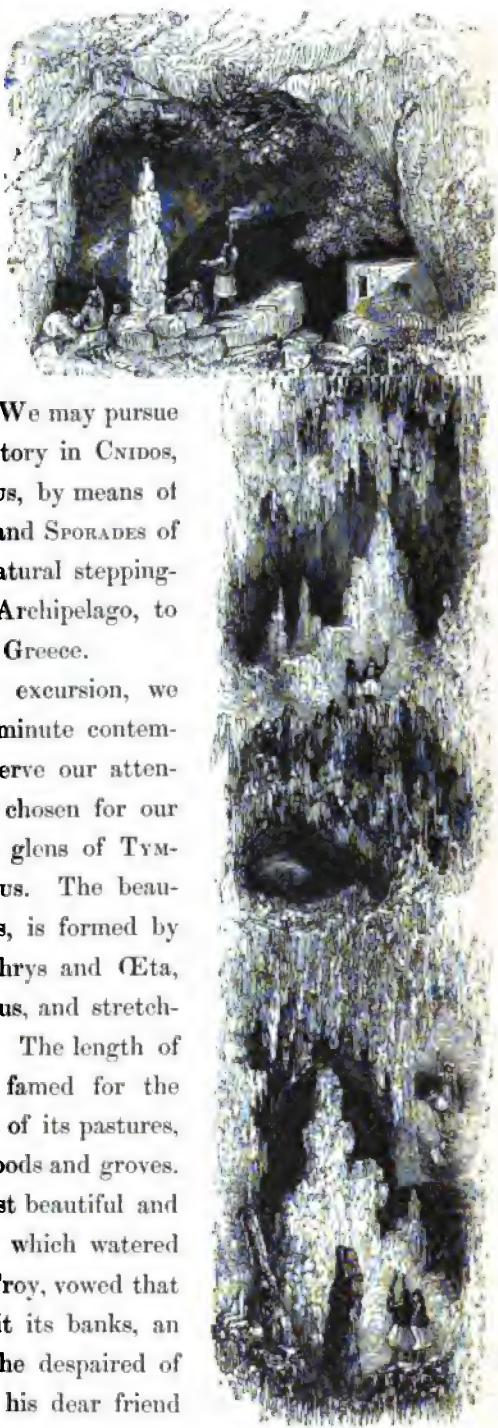 We may pursue
tory in CNIDOS,
us, by means of
and SPORADES of
atural stepping-
Archipelago, to
Greece.
excursion, we
minute contem-
erve our atten-
chosen for our
glens of TYM-
us. The beau-
s, is formed by
hrys and Œta,
us, and stretch-
The length of
famed for the
of its pastures,
oods and groves.
st beautiful and
which watered
roy, vowed that
it its banks, an
he despaired of
his dear friend